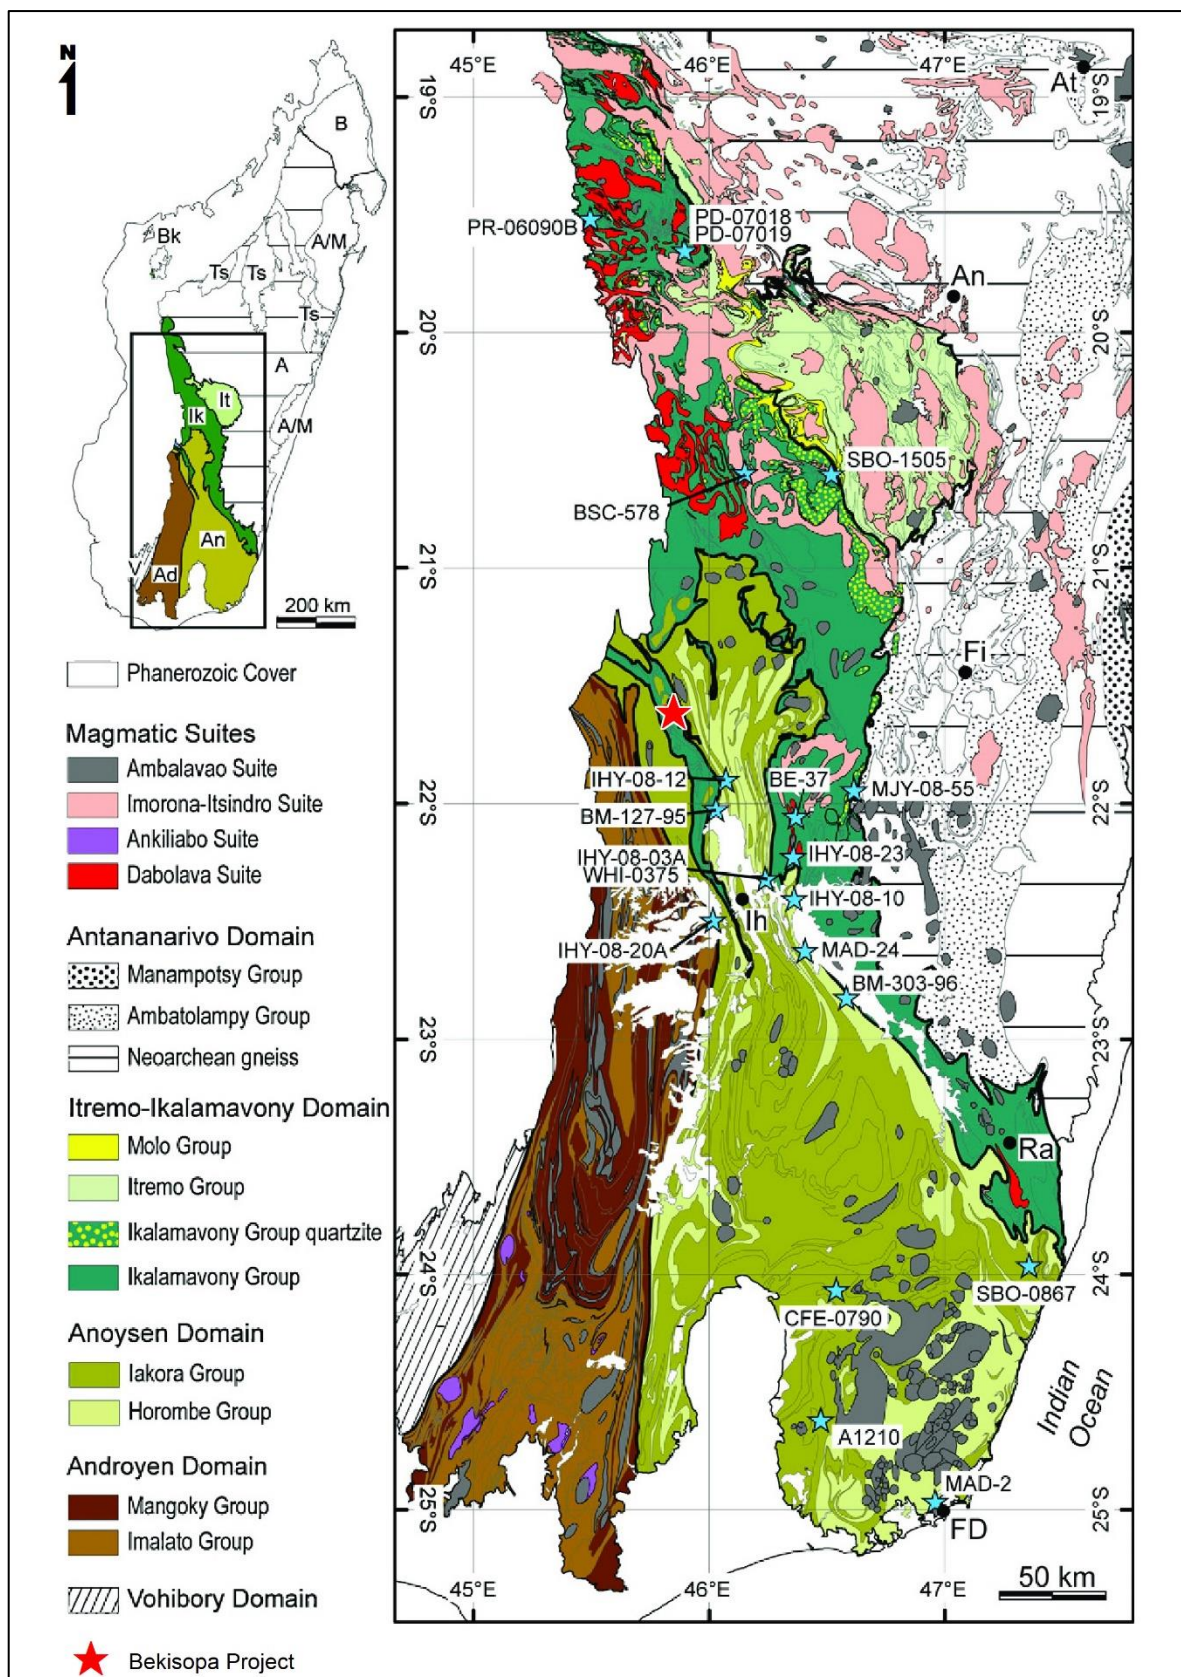 N
B
Bk
A/M
Ts
Ts
Ts
A
It
Ik
A/M
An
V
Ad
200 km
Phanerozoic Cover
Magmatic Suites
Ambalavao Suite
Imorona-Itsindro Suite
Ankiliabo Suite
Dabolava Suite
Antananarivo Domain
Manampotsy Group
Ambatolampy Group
Neoarchean gneiss
Itremo-Ikalamavony Domain
Molo Group
Itremo Group
Ikalamavony Group quartzite
Ikalamavony Group
Anoysen Domain
Iakora Group
Horombe Group
Androyen Domain
Mangoky Group
Imalato Group
Vohibory Domain
Bekisopa Project
45°E
46°E
47°E
At
19°S
19°S
PR-06090B
PD-07018
PD-07019
An
20°S
20°S
SBO-1505
BSC-578
21°S
21°S
Fi
IHY-08-12
BE-37
MJY-08-55
BM-127-95
22°S
22°S
IHY-08-03A
IHY-08-23
WHI-0375
IHY-08-10
Ih
IHY-08-20A
MAD-24
BM-303-96
23°S
23°S
Ra
24°S
24°S
SBO-0867
CFE-0790
Indian
Ocean
A1210
MAD-2
25°S
25°S
FD
45°E
46°E
47°E
50 km